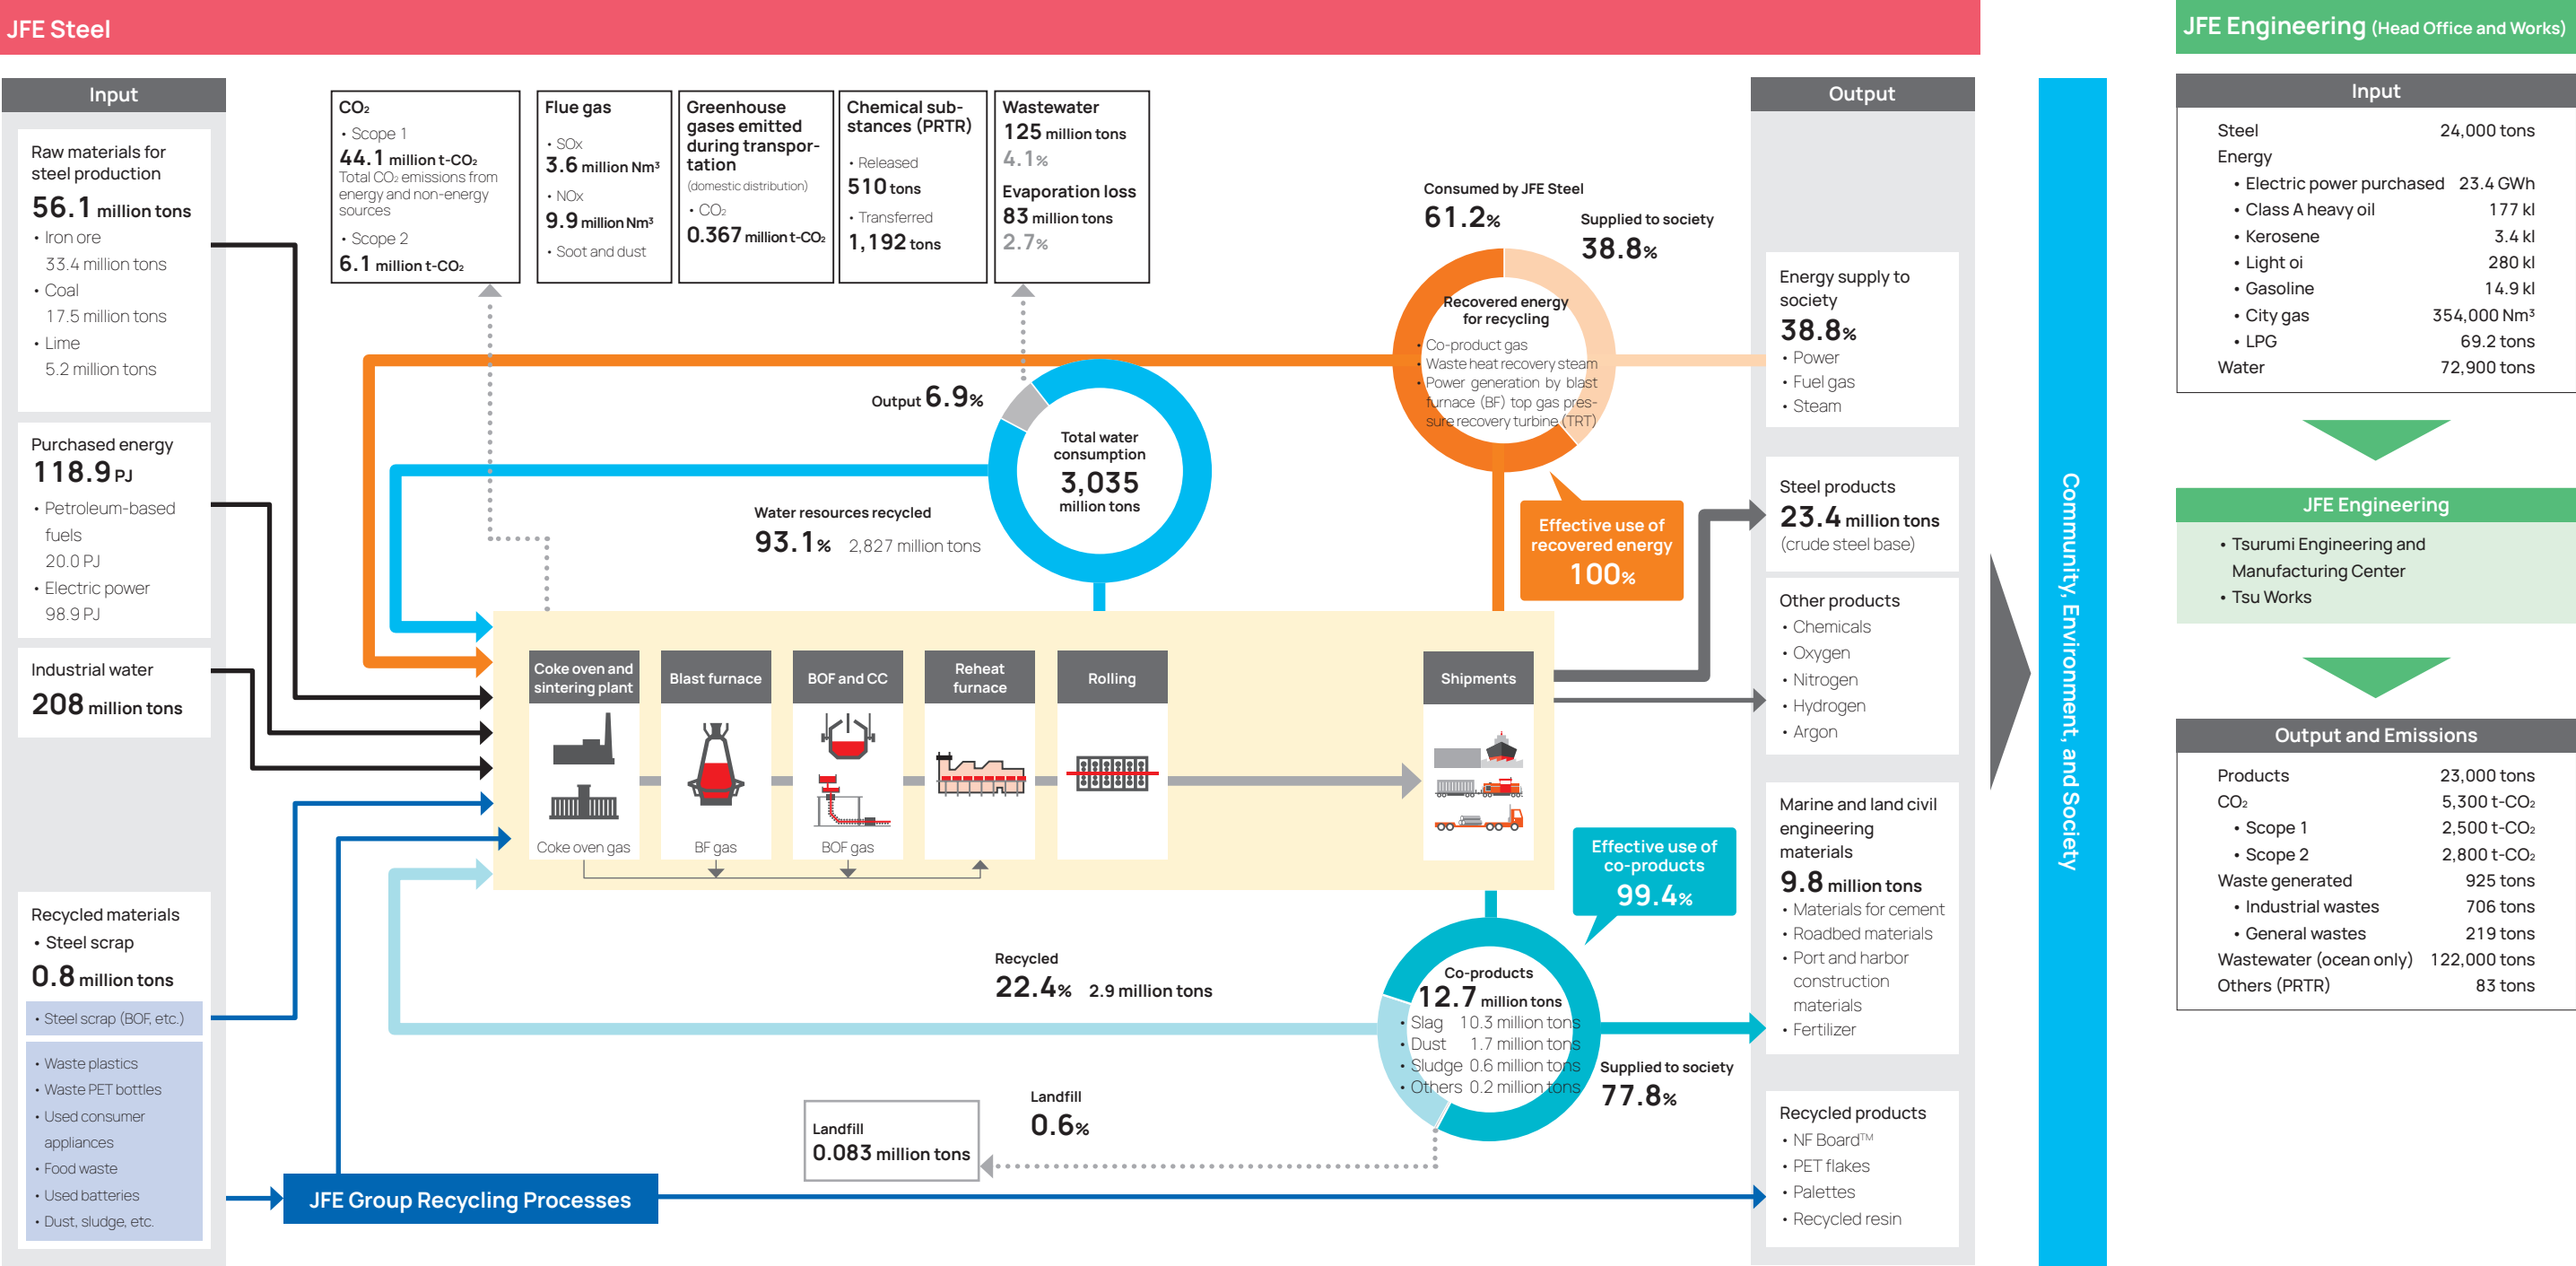 JFE Steel
Input
Raw materials for
steel production
56.1 million tons
• Iron ore
33.4 million tons
• Coal
17.5 million tons
• Lime
5.2 million tons
Purchased energy
118.9 PJ
• Petroleum-based
fuels
20.0 PJ
• Electric power
98.9 PJ
Industrial water
208 million tons
Recycled materials
• Steel scrap
0.8 million tons
• Steel scrap (BOF, etc.)
• Waste plastics
• Waste PET bottles
• Used consumer
appliances
• Food waste
• Used batteries
• Dust, sludge, etc.
CO₂
• Scope 1
44.1 million t-CO₂
Total CO₂ emissions from
energy and non-energy
sources
• Scope 2
6.1 million t-CO₂
Flue gas
• SOx
3.6 million Nm³
• NOx
9.9 million Nm³
• Soot and dust
Greenhouse
gases emitted
during transpor-
tation
(domestic distribution)
• CO₂
0.367 million t-CO₂
Chemical sub-
stances (PRTR)
• Released
510 tons
• Transferred
1,192 tons
Wastewater
125 million tons
4.1%
Evaporation loss
83 million tons
2.7%
Output 6.9%
Total water
consumption
3,035
million tons
Water resources recycled
93.1% 2,827 million tons
Consumed by JFE Steel
61.2%
Supplied to society
38.8%
Recovered energy
for recycling
• Co-product gas
• Waste heat recovery steam
• Power generation by blast
furnace (BF) top gas pres-
sure recovery turbine (TRT)
Effective use of
recovered energy
100%
Coke oven and
sintering plant
Coke oven gas
Blast furnace
BF gas
BOF and CC
BOF gas
Reheat
furnace
Rolling
Shipments
Effective use of
co-products
99.4%
Recycled
22.4% 2.9 million tons
Co-products
12.7 million tons
• Slag 10.3 million tons
• Dust 1.7 million tons
• Sludge 0.6 million tons
• Others 0.2 million tons
Supplied to society
77.8%
Landfill
0.6%
Landfill
0.083 million tons
JFE Group Recycling Processes
Output
Energy supply to
society
38.8%
• Power
• Fuel gas
• Steam
Steel products
23.4 million tons
(crude steel base)
Other products
• Chemicals
• Oxygen
• Nitrogen
• Hydrogen
• Argon
Marine and land civil
engineering
materials
9.8 million tons
• Materials for cement
• Roadbed materials
• Port and harbor
construction
materials
• Fertilizer
Recycled products
• NF Board™
• PET flakes
• Palettes
• Recycled resin
Community, Environment, and Society
JFE Engineering (Head Office and Works)
Input
Steel 24,000 tons
Energy
• Electric power purchased 23.4 GWh
• Class A heavy oil 177 kl
• Kerosene 3.4 kl
• Light oi 280 kl
• Gasoline 14.9 kl
• City gas 354,000 Nm³
• LPG 69.2 tons
Water 72,900 tons
JFE Engineering
• Tsurumi Engineering and
Manufacturing Center
• Tsu Works
Output and Emissions
Products 23,000 tons
CO₂ 5,300 t-CO₂
• Scope 1 2,500 t-CO₂
• Scope 2 2,800 t-CO₂
Waste generated 925 tons
• Industrial wastes 706 tons
• General wastes 219 tons
Wastewater (ocean only) 122,000 tons
Others (PRTR) 83 tons